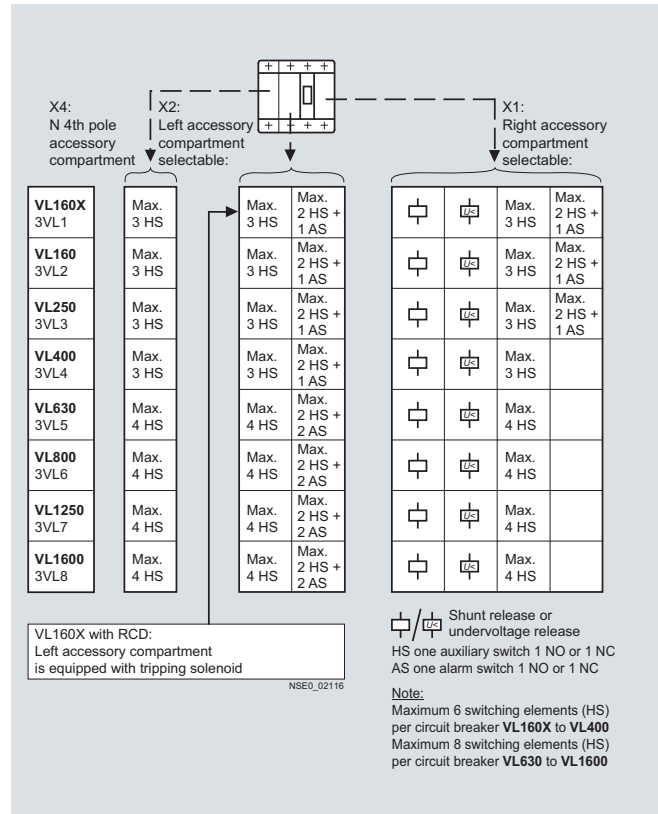 X4:
N 4th pole
accessory
compartment
X2:
Left accessory
compartment
selectable:
X1:
Right accessory
compartment
selectable:
VL160X
3VL1
Max.
3 HS
Max.
3 HS
Max.
2 HS +
1 AS
U<
Max.
3 HS
Max.
2 HS +
1 AS
VL160
3VL2
Max.
3 HS
Max.
3 HS
Max.
2 HS +
1 AS
U<
Max.
3 HS
Max.
2 HS +
1 AS
VL250
3VL3
Max.
3 HS
Max.
3 HS
Max.
2 HS +
1 AS
U<
Max.
3 HS
Max.
2 HS +
1 AS
VL400
3VL4
Max.
3 HS
Max.
3 HS
Max.
2 HS +
1 AS
U<
Max.
3 HS
VL630
3VL5
Max.
4 HS
Max.
4 HS
Max.
2 HS +
2 AS
U<
Max.
4 HS
VL800
3VL6
Max.
4 HS
Max.
4 HS
Max.
2 HS +
2 AS
U<
Max.
4 HS
VL1250
3VL7
Max.
4 HS
Max.
4 HS
Max.
2 HS +
2 AS
U<
Max.
4 HS
VL1600
3VL8
Max.
4 HS
Max.
4 HS
Max.
2 HS +
2 AS
U<
Max.
4 HS
VL160X with RCD:
Left accessory compartment
is equipped with tripping solenoid
NSE0_02116
U<
Shunt release or
undervoltage release
HS one auxiliary switch 1 NO or 1 NC
AS one alarm switch 1 NO or 1 NC
Note:
Maximum 6 switching elements (HS)
per circuit breaker VL160X to VL400
Maximum 8 switching elements (HS)
per circuit breaker VL630 to VL1600